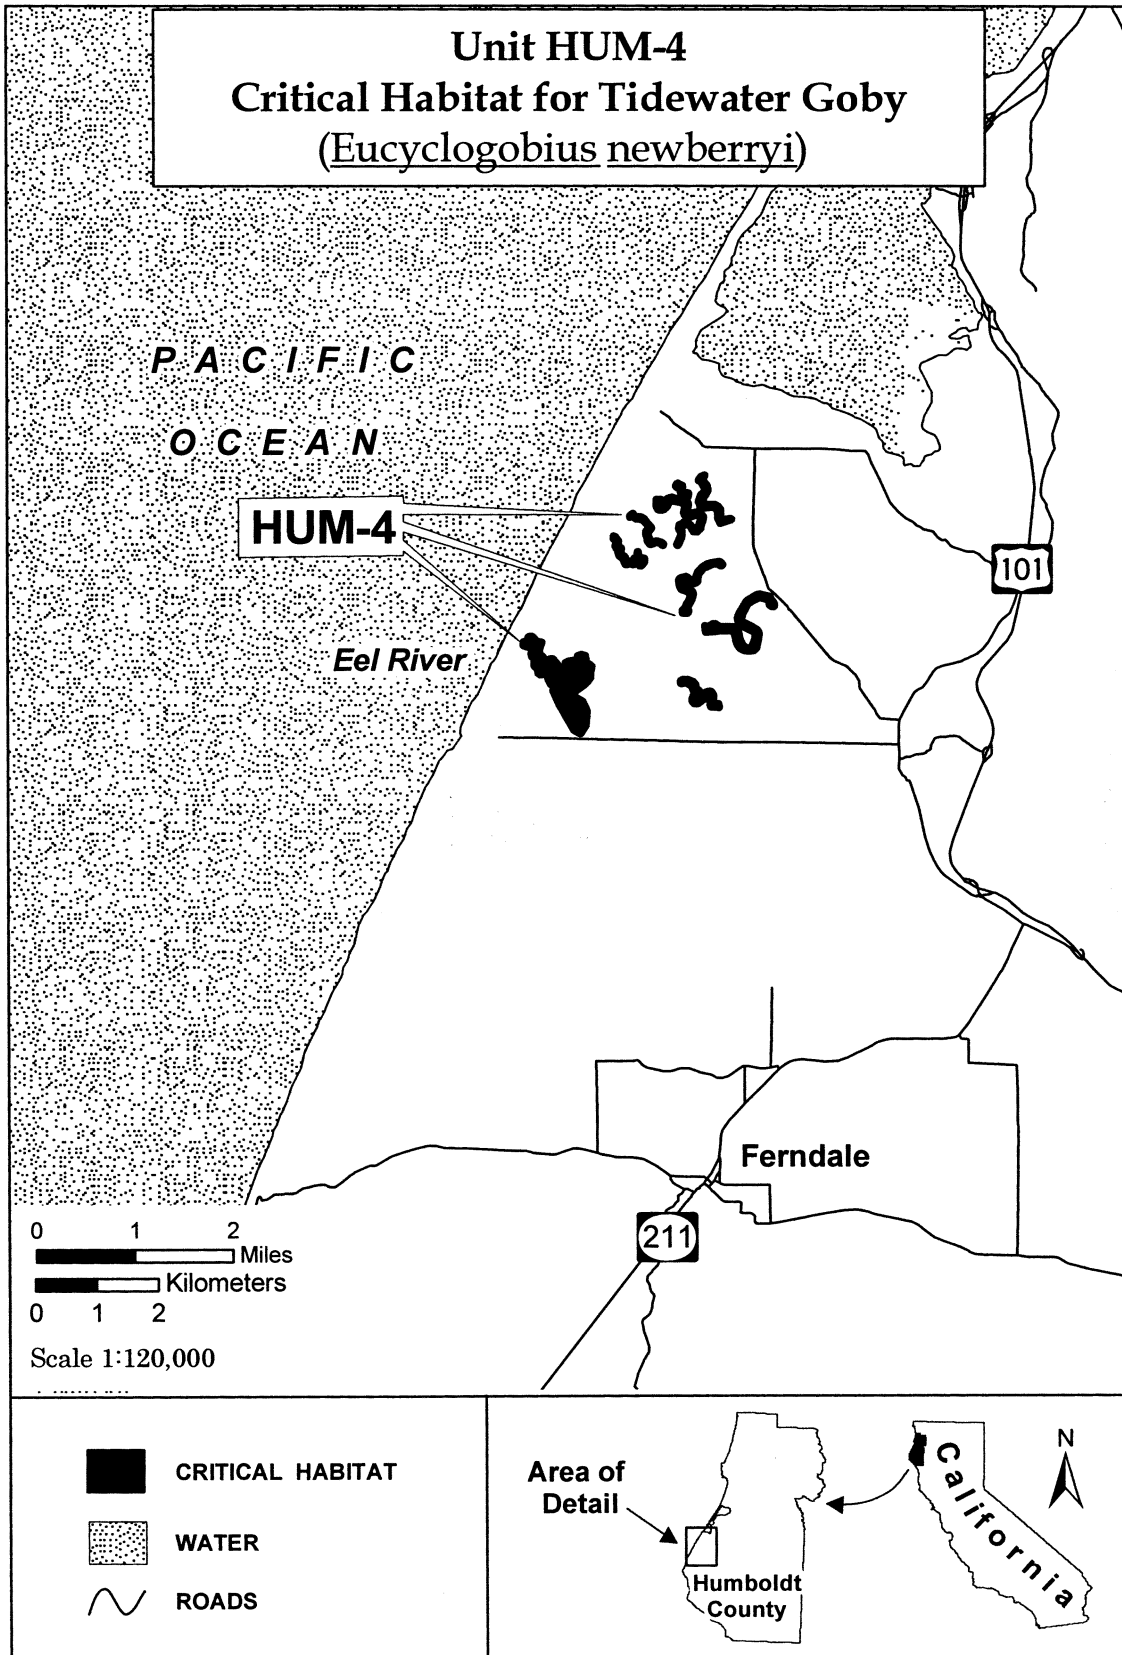 Unit HUM-4
Critical Habitat for Tidewater Goby
(Eucyclogobius newberryi)
PACIFIC
OCEAN
HUM-4
101
Eel River
Ferndale
211
0 1 2
Miles
Kilometers
0 1 2
Scale 1:120,000
CRITICAL HABITAT
WATER
ROADS
Area of
Detail
Humboldt
County
California
N